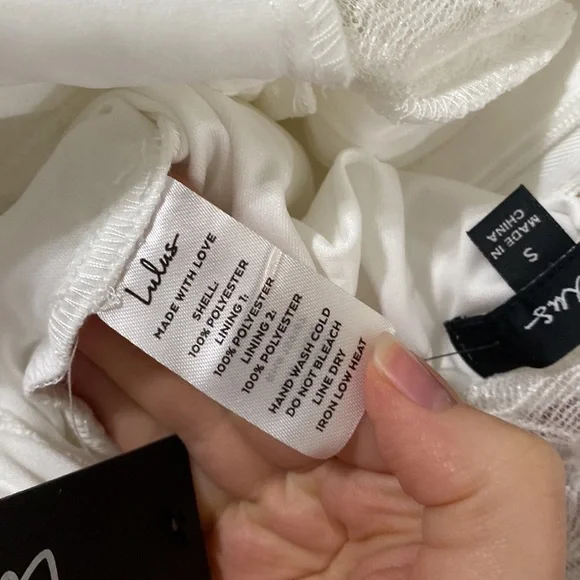 Lulus
MADE WITH LOVE
SHELL:
100% POLYESTER
LINING 1:
100% POLYESTER
LINING 2:
100% POLYESTER
HAND WASH COLD
DO NOT BLEACH
LINE DRY
IRON LOW HEAT
MADE IN
CHINA
S